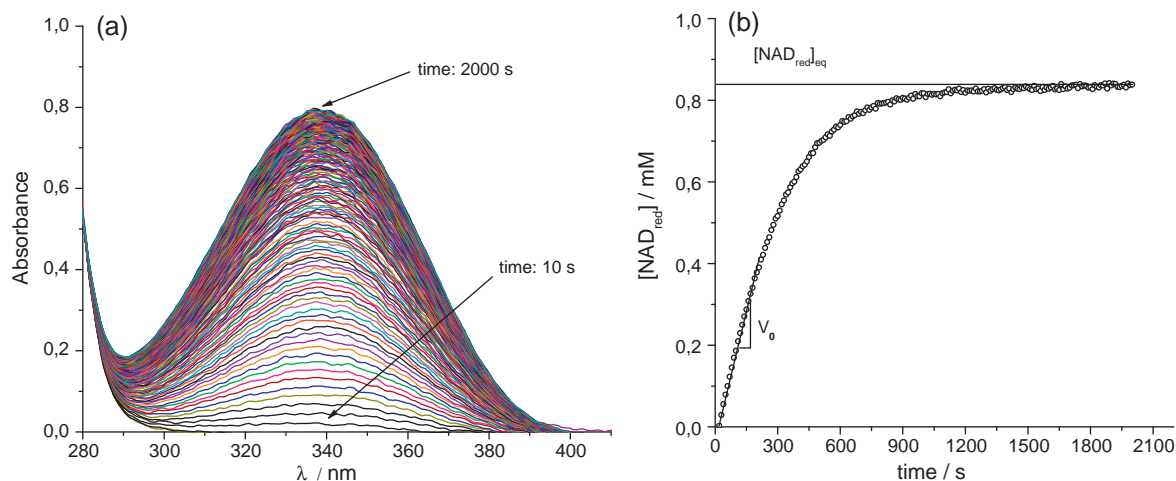 (a)
time: 2000 s
time: 10 s
Absorbance
1,0
0,8
0,6
0,4
0,2
0,0
280 300 320 340 360 380 400
λ / nm
(b)
[NAD_red]_eq
V_0
[NAD_red] / mM
1,0
0,8
0,6
0,4
0,2
0,0
0 300 600 900 1200 1500 1800 2100
time / s